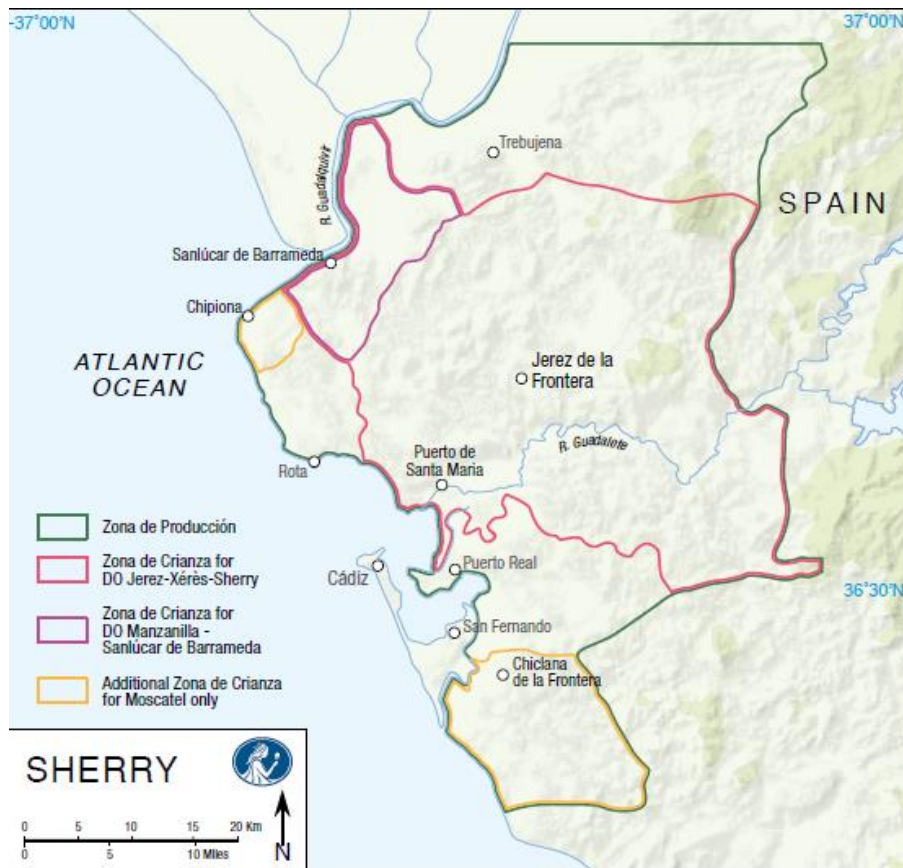 -37°00'N
37°00'N
Trebujena
R. Guadalquivir
SPAIN
Sanlúcar de Barrameda
Chipiona
ATLANTIC
OCEAN
Jerez de la
Frontera
R. Guadalete
Puerto de
Santa Maria
Rota
Zona de Producción
Zona de Crianza for
DO Jerez-Xérès-Sherry
Cádiz
Puerto Real
36°30'N
Zona de Crianza for
DO Manzanilla -
Sanlúcar de Barrameda
San Fernando
Additional Zona de Crianza
for Moscatel only
Chiclana
de la Frontera
SHERRY
0 5 10 15 20 Km
0 5 10 Miles
N